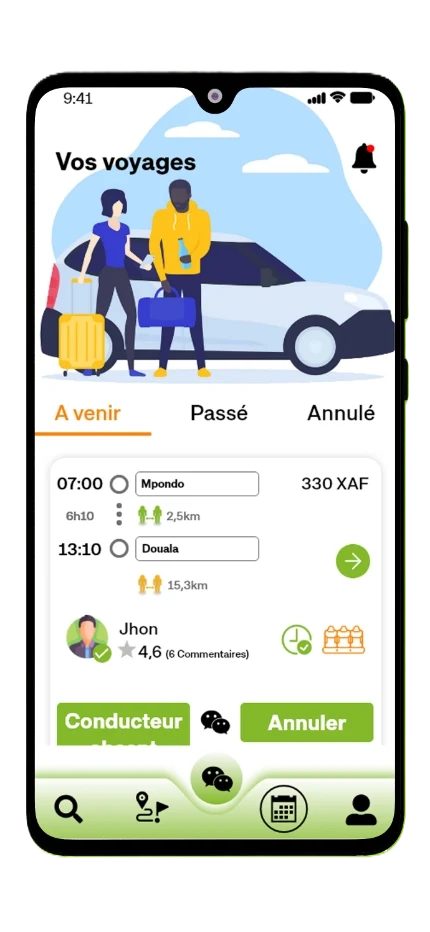 9:41
Vos voyages
A venir Passé Annulé
07:00 Mpondo 330 XAF
6h10 2,5km
13:10 Douala
15,3km
Jhon
4,6 (6 Commentaires)
Conducteur Annuler
absent